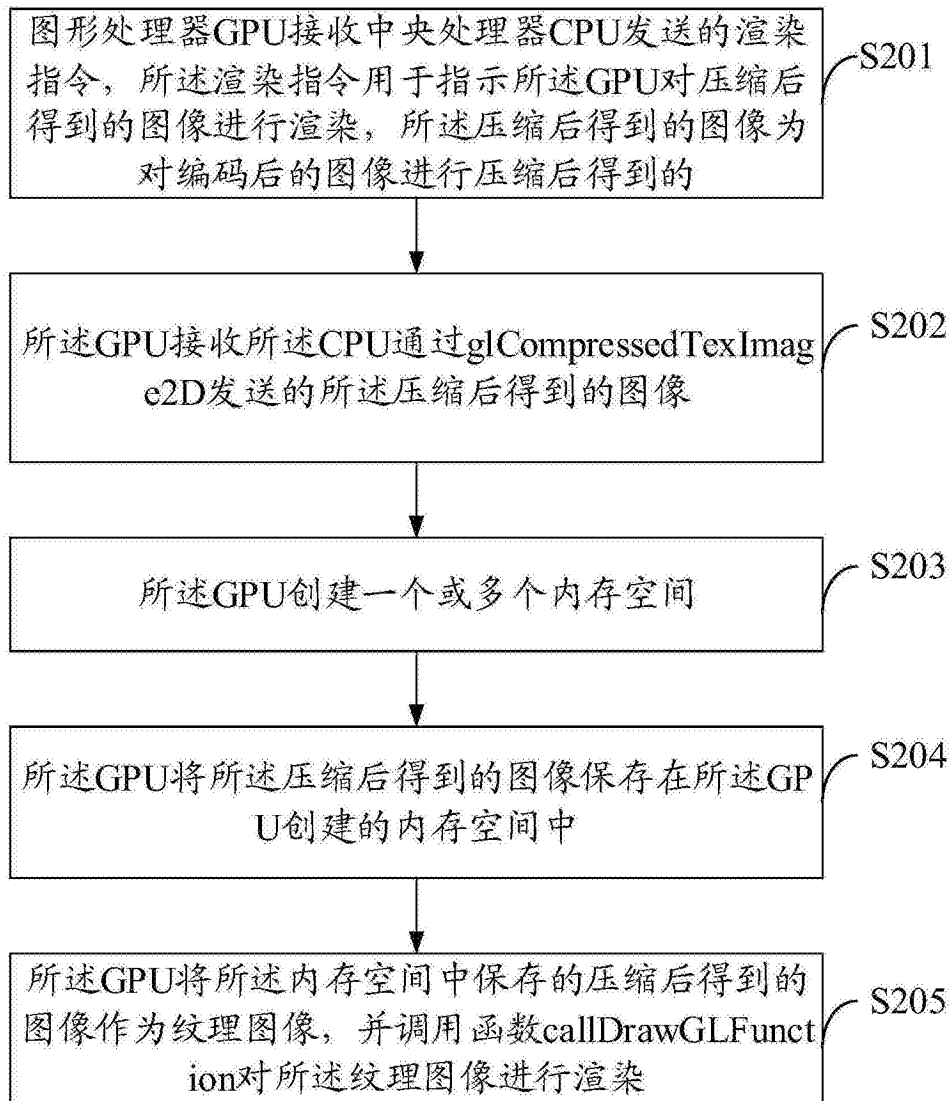 图形处理器GPU接收中央处理器CPU发送的渲染
指令，所述渲染指令用于指示所述GPU对压缩后
得到的图像进行渲染，所述压缩后得到的图像为
对编码后的图像进行压缩后得到的
S201
所述GPU接收所述CPU通过glCompressedTexImag
e2D发送的所述压缩后得到的图像
S202
所述GPU创建一个或多个内存空间
S203
所述GPU将所述压缩后得到的图像保存在所述GP
U创建的内存空间中
S204
所述GPU将所述内存空间中保存的压缩后得到的
图像作为纹理图像，并调用函数callDrawGLFunct
ion对所述纹理图像进行渲染
S205